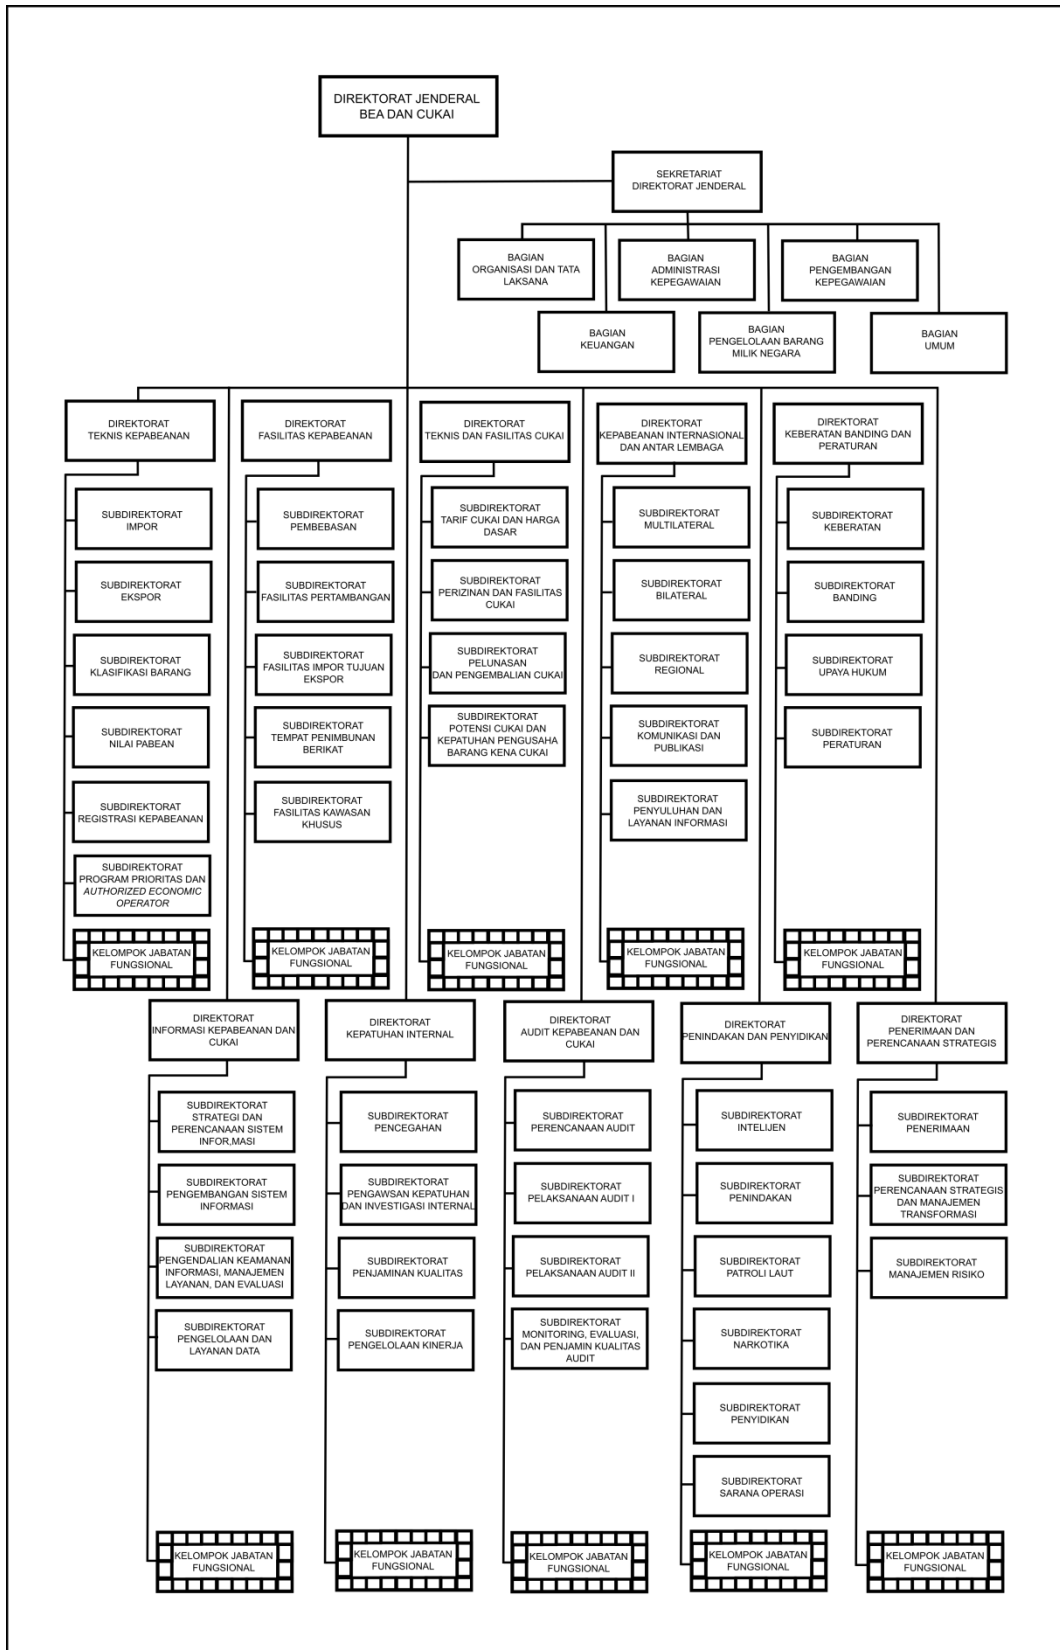 DIREKTORAT JENDERAL
BEA DAN CUKAI
SEKRETARIAT
DIREKTORAT JENDERAL
BAGIAN
ORGANISASI DAN TATA
LAKSANA
BAGIAN
ADMINISTRASI
KEPEGAWAIAN
BAGIAN
PENGEMBANGAN
KEPEGAWAIAN
BAGIAN
KEUANGAN
BAGIAN
PENGELOLAAN BARANG
MILIK NEGARA
BAGIAN
UMUM
DIREKTORAT
TEKNIS KEPABEANAN
SUBDIREKTORAT
IMPOR
SUBDIREKTORAT
EKSPOR
SUBDIREKTORAT
KLASIFIKASI BARANG
SUBDIREKTORAT
NILAI PABEAN
SUBDIREKTORAT
REGISTRASI KEPABEANAN
SUBDIREKTORAT
PROGRAM PRIORITAS DAN
AUTHORIZED ECONOMIC
OPERATOR
KELOMPOK JABATAN
FUNGSIONAL
DIREKTORAT
FASILITAS KEPABEANAN
SUBDIREKTORAT
PEMBEBASAN
SUBDIREKTORAT
FASILITAS PERTAMBANGAN
SUBDIREKTORAT
FASILITAS IMPOR TUJUAN
EKSPOR
SUBDIREKTORAT
TEMPAT PENIMBUNAN
BERIKAT
SUBDIREKTORAT
FASILITAS KAWASAN
KHUSUS
KELOMPOK JABATAN
FUNGSIONAL
DIREKTORAT
TEKNIS DAN FASILITAS CUKAI
SUBDIREKTORAT
TARIF CUKAI DAN HARGA
DASAR
SUBDIREKTORAT
PERIZINAN DAN FASILITAS
CUKAI
SUBDIREKTORAT
PELUNASAN
DAN PENGEMBALIAN CUKAI
SUBDIREKTORAT
POTENSI CUKAI DAN
KEPATUHAN PENGUSAHA
BARANG KENA CUKAI
KELOMPOK JABATAN
FUNGSIONAL
DIREKTORAT
KEPABEANAN INTERNASIONAL
DAN ANTAR LEMBAGA
SUBDIREKTORAT
MULTILATERAL
SUBDIREKTORAT
BILATERAL
SUBDIREKTORAT
REGIONAL
SUBDIREKTORAT
KOMUNIKASI DAN
PUBLIKASI
SUBDIREKTORAT
PENYULUHAN DAN
LAYANAN INFORMASI
KELOMPOK JABATAN
FUNGSIONAL
DIREKTORAT
KEBERATAN BANDING DAN
PERATURAN
SUBDIREKTORAT
KEBERATAN
SUBDIREKTORAT
BANDING
SUBDIREKTORAT
UPAYA HUKUM
SUBDIREKTORAT
PERATURAN
KELOMPOK JABATAN
FUNGSIONAL
DIREKTORAT
INFORMASI KEPABEANAN DAN
CUKAI
SUBDIREKTORAT
STRATEGI DAN
PERENCANAAN SISTEM
INFOR,MASI
SUBDIREKTORAT
PENGEMBANGAN SISTEM
INFORMASI
SUBDIREKTORAT
PENGENDALIAN KEAMANAN
INFORMASI, MANAJEMEN
LAYANAN, DAN EVALUASI
SUBDIREKTORAT
PENGELOLAAN DAN
LAYANAN DATA
KELOMPOK JABATAN
FUNGSIONAL
DIREKTORAT
KEPATUHAN INTERNAL
SUBDIREKTORAT
PENCEGAHAN
SUBDIREKTORAT
PENGAWSAN KEPATUHAN
DAN INVESTIGASI INTERNAL
SUBDIREKTORAT
PENJAMINAN KUALITAS
SUBDIREKTORAT
PENGELOLAAN KINERJA
KELOMPOK JABATAN
FUNGSIONAL
DIREKTORAT
AUDIT KEPABEANAN DAN
CUKAI
SUBDIREKTORAT
PERENCANAAN AUDIT
SUBDIREKTORAT
PELAKSANAAN AUDIT I
SUBDIREKTORAT
PELAKSANAAN AUDIT II
SUBDIREKTORAT
MONITORING, EVALUASI,
DAN PENJAMIN KUALITAS
AUDIT
KELOMPOK JABATAN
FUNGSIONAL
DIREKTORAT
PENINDAKAN DAN PENYIDIKAN
SUBDIREKTORAT
INTELIJEN
SUBDIREKTORAT
PENINDAKAN
SUBDIREKTORAT
PATROLI LAUT
SUBDIREKTORAT
NARKOTIKA
SUBDIREKTORAT
PENYIDIKAN
SUBDIREKTORAT
SARANA OPERASI
KELOMPOK JABATAN
FUNGSIONAL
DIREKTORAT
PENERIMAAN DAN
PERENCANAAN STRATEGIS
SUBDIREKTORAT
PENERIMAAN
SUBDIREKTORAT
PERENCANAAN STRATEGIS
DAN MANAJEMEN
TRANSFORMASI
SUBDIREKTORAT
MANAJEMEN RISIKO
KELOMPOK JABATAN
FUNGSIONAL